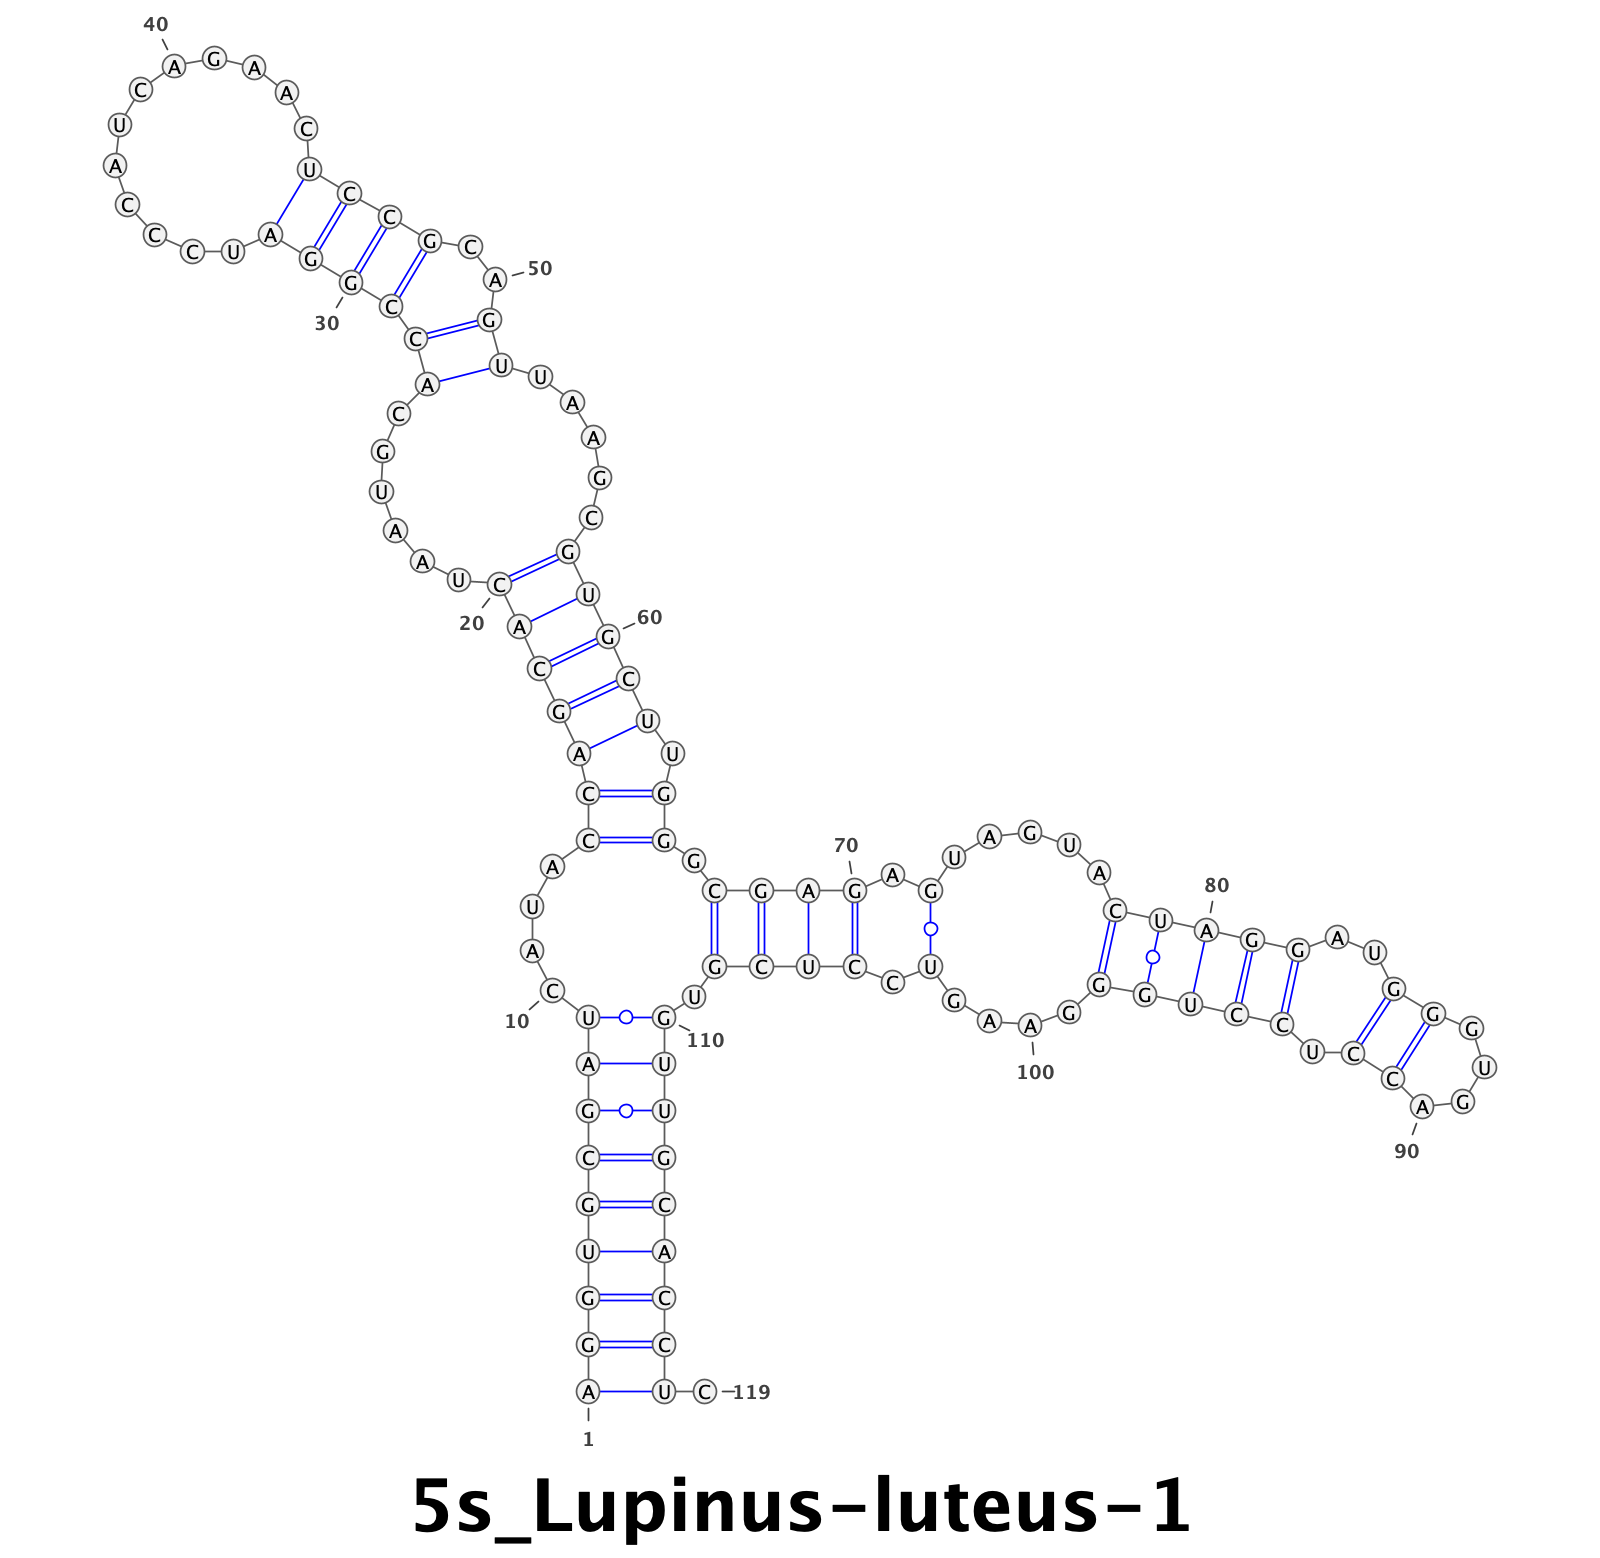 40
A G A
C A
U C
A U
C
C C
C A G C
C U G
G A 50
C
30 G
C
A U U
C A
G A
U G
A C
A G
U C U
20 A G 60
C C
G U
A U
C G
C G
A G
70
U A G U
C G A G A G A
80
U C U A G G A U
A G
C G U C U C C U
G G U C C U C C
U G A A G
10 U G U G G U
110 100 C A G
90
A U
G U
C G
G C
U A
G C
G C
A U C 119
1
5s_Lupinus-luteus-1